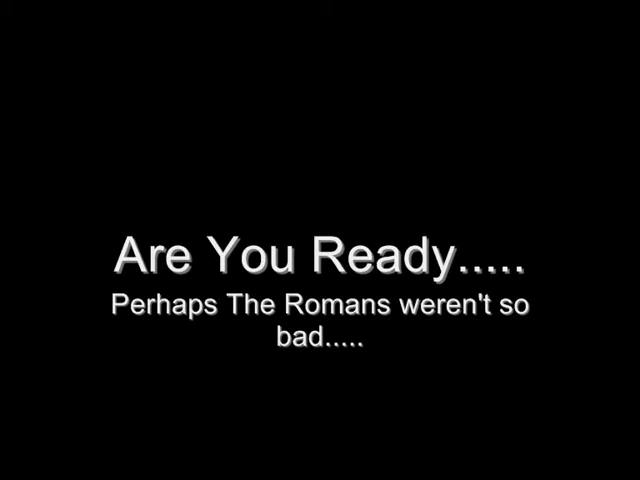 Are You Ready.....
Perhaps The Romans weren't so
bad.....